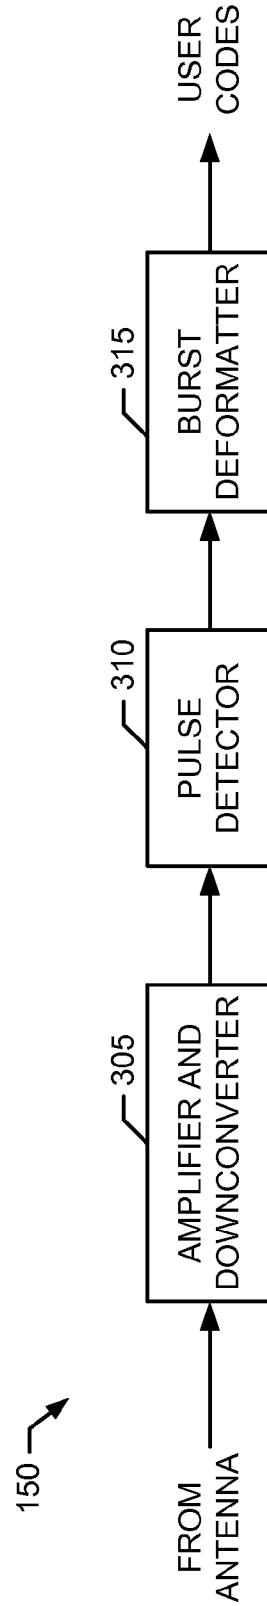 150
FROM
ANTENNA
305
AMPLIFIER AND
DOWNCONVERTER
310
PULSE
DETECTOR
315
BURST
DEFORMATTER
USER
CODES